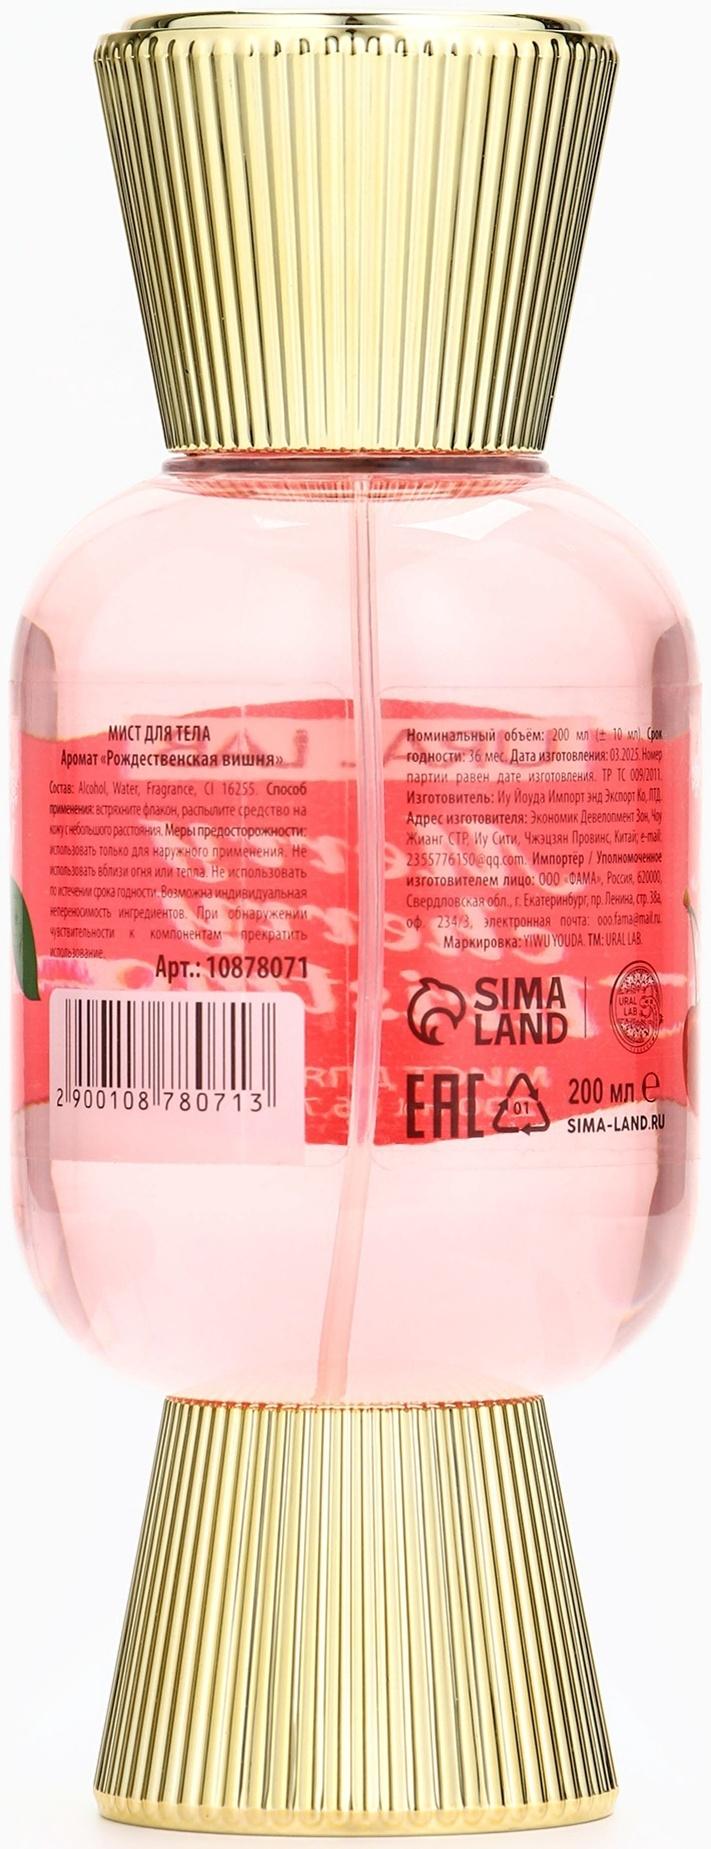 МИСТ ДЛЯ ТЕЛА
Аромат «Рождественская вишня»
Состав: Alcohol, Water, Fragrance, CI 16255. Способ
применения: встряхните флакон, распылите средство на
кожу с небольшого расстояния. Меры предосторожности:
использовать только для наружного применения. Не
использовать вблизи огня или тепла. Не использовать
по истечении срока годности. Возможна индивидуальная
непереносимость ингредиентов. При обнаружении
чувствительности к компонентам прекратить
использование.
Арт.: 10878071
2 900108 780713
Номинальный объём: 200 мл (± 10 мл). Срок
годности: 36 мес. Дата изготовления: 03.2025. Номер
партии равен дате изготовления. ТР ТС 009/2011.
Изготовитель: Иу Йоуда Импорт энд Экспорт Ко, ЛТД.
Адрес изготовителя: Экономик Девелопмент Зон, Чоу
Жианг СТР, Иу Сити, Чжэцзян Провинс, Китай; e-mail:
2355776150@qq.com. Импортёр / Уполномоченное
изготовителем лицо: ООО «ФАМА», Россия, 620000,
Свердловская обл., г. Екатеринбург, пр. Ленина, стр. 38а,
оф. 234/3, электронная почта: ooo.fama@mail.ru.
Маркировка: YIWU YOUDA. TM: URAL LAB.
SIMA
LAND
URAL
LAB
EAC
01
200 мл e
SIMA-LAND.RU